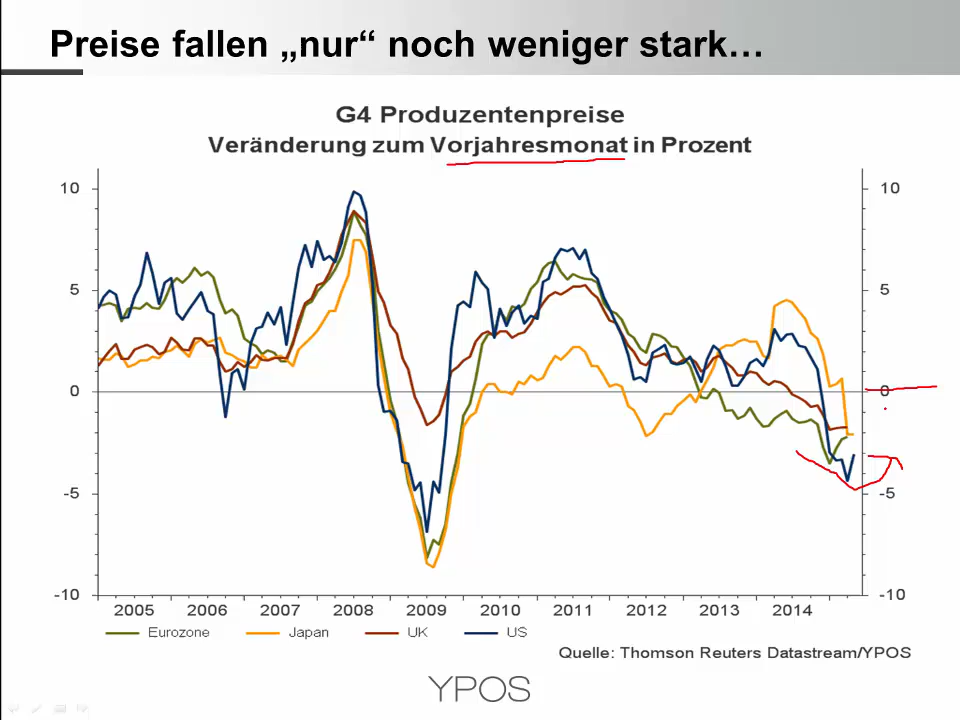 Preise fallen „nur“ noch weniger stark…
G4 Produzentenpreise
Veränderung zum Vorjahresmonat in Prozent
10 10
5 5
0 0
-5 -5
-10 -10
2005 2006 2007 2008 2009 2010 2011 2012 2013 2014
Eurozone Japan UK US
Quelle: Thomson Reuters Datastream/YPOS
YPOS